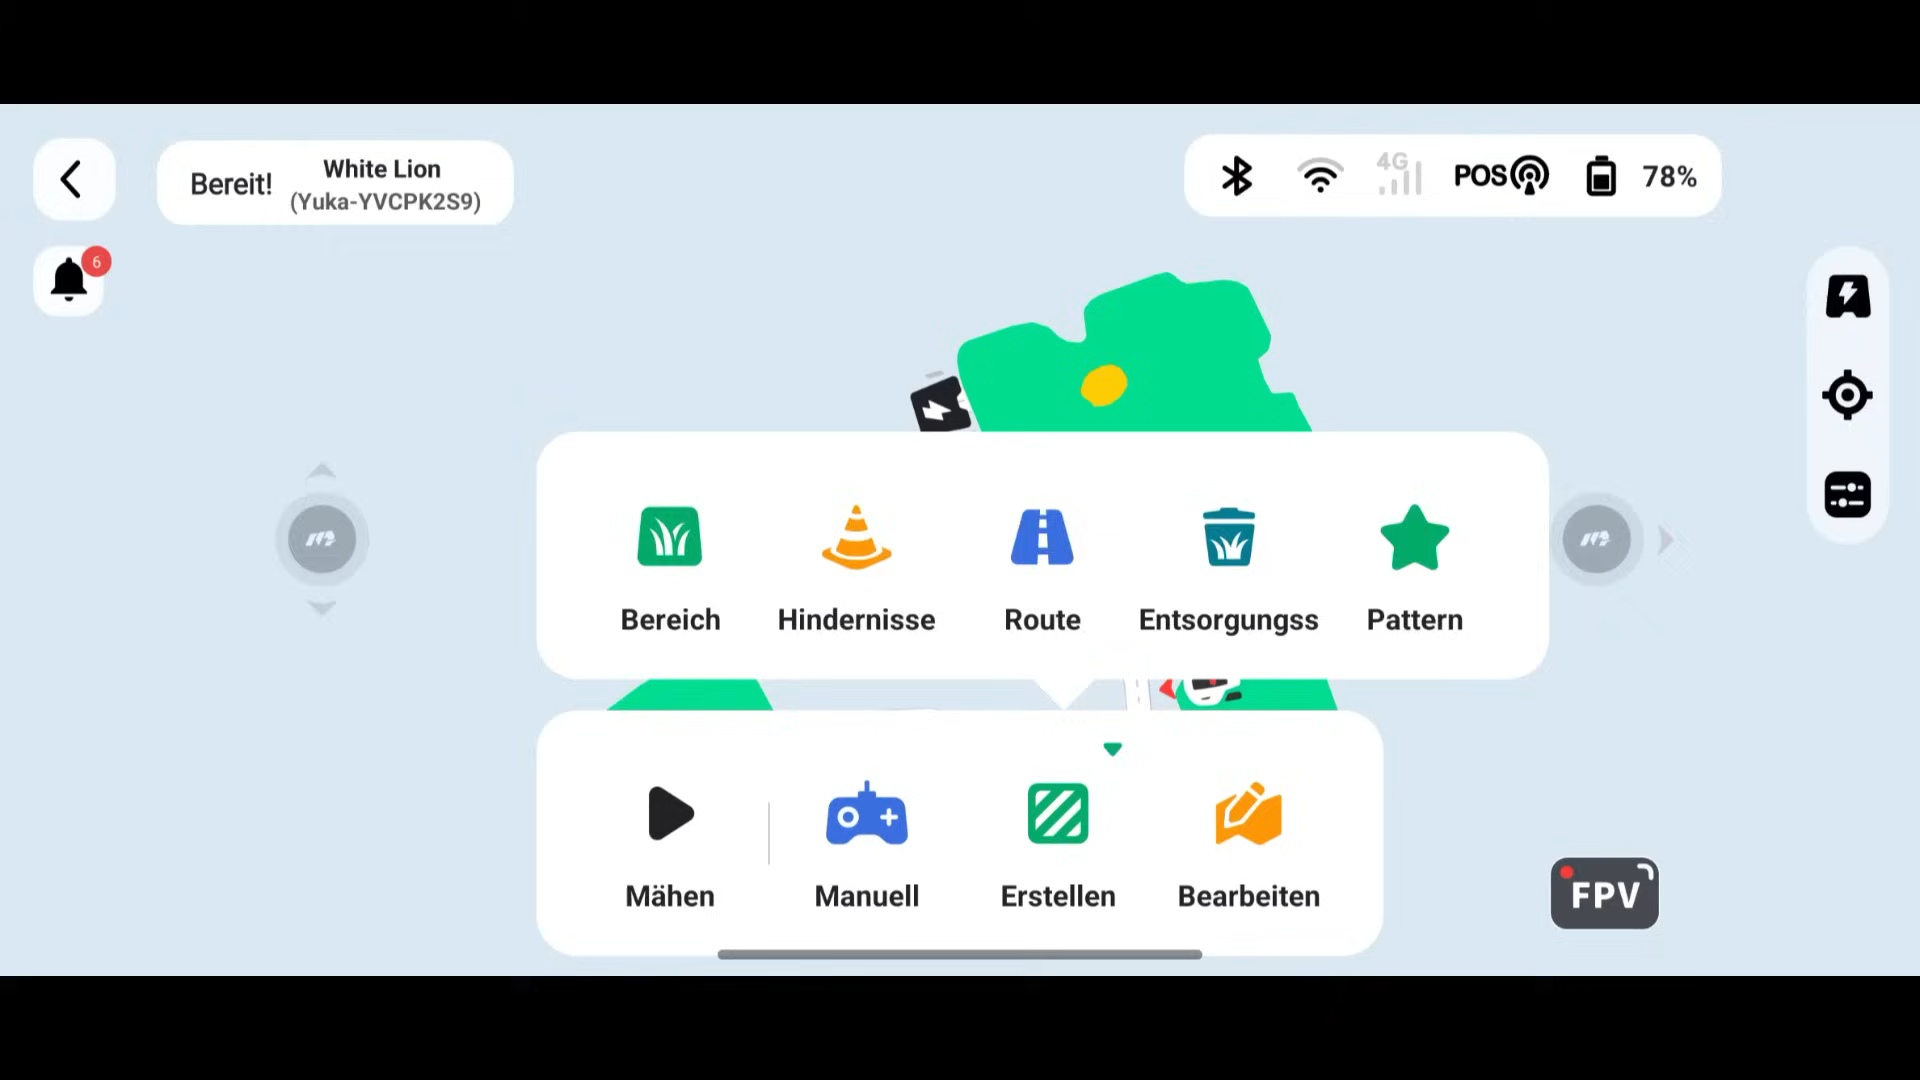 Bereit!
White Lion
(Yuka-YVCPK2S9)
4G
POS
78%
6
Bereich
Hindernisse
Route
Entsorgungss
Pattern
Mähen
Manuell
Erstellen
Bearbeiten
FPV